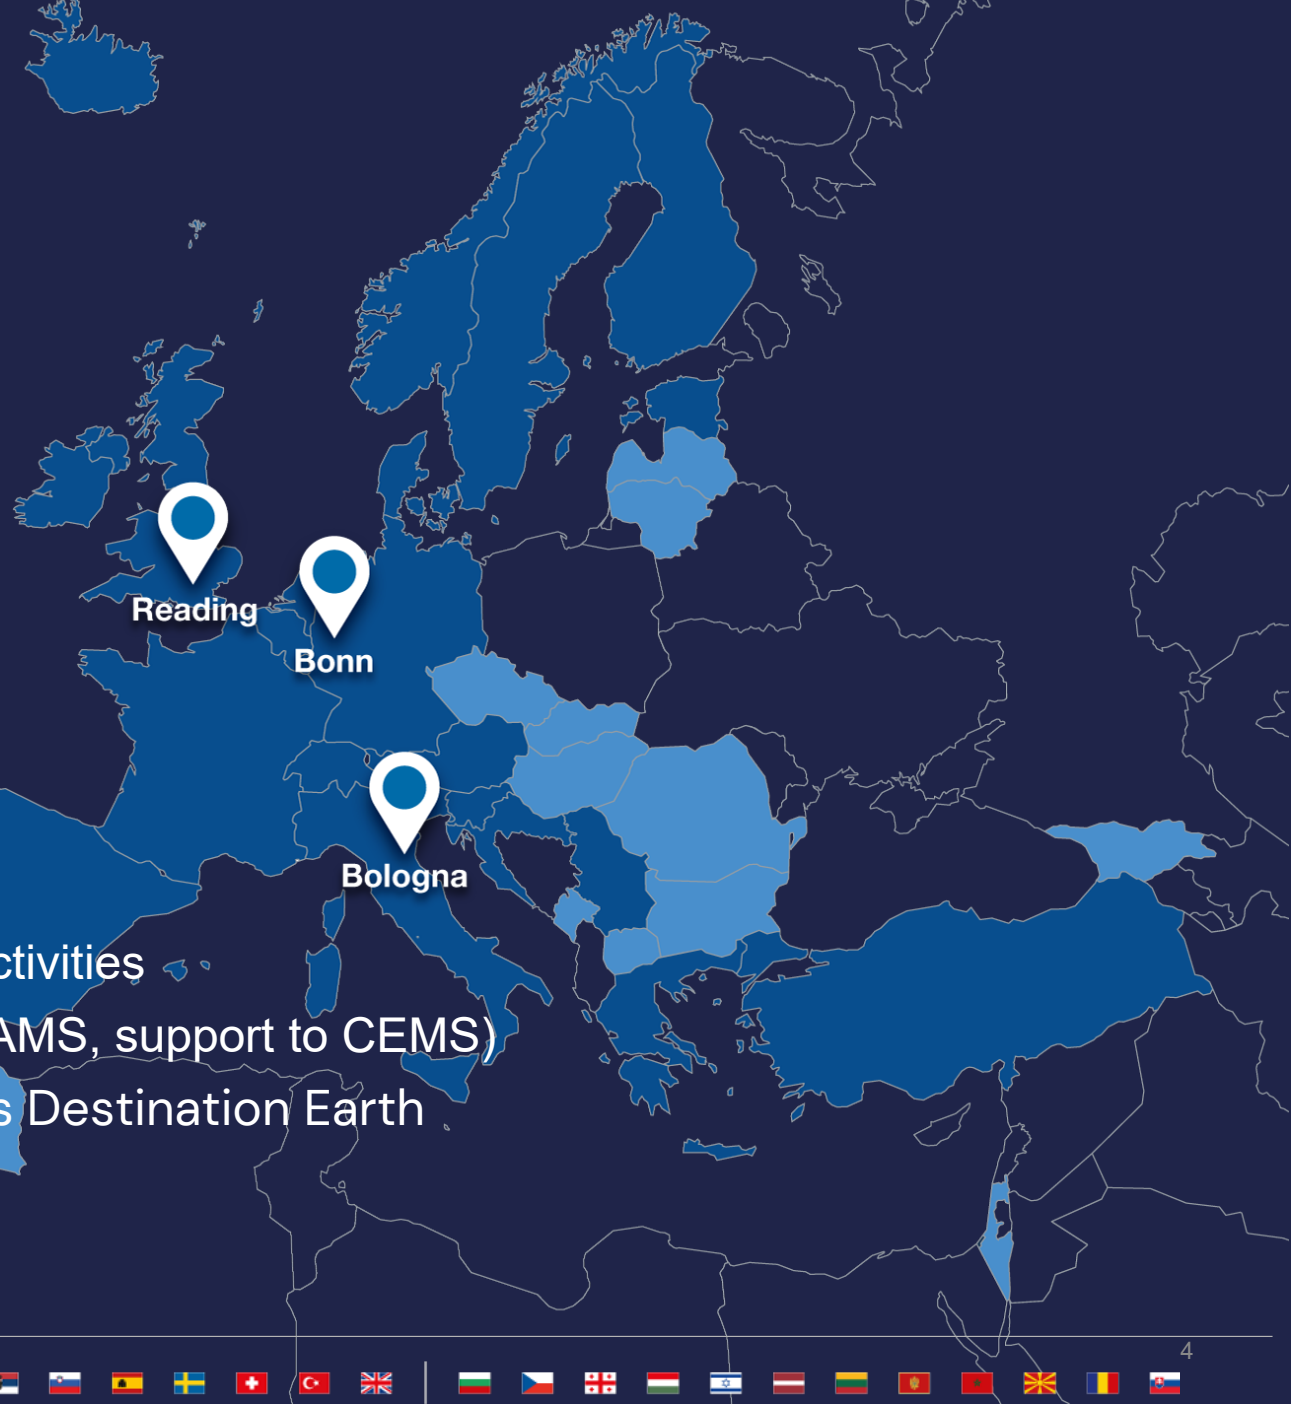 Reading
Bonn
Bologna
ctivities
AMS, support to CEMS)
s Destination Earth
4